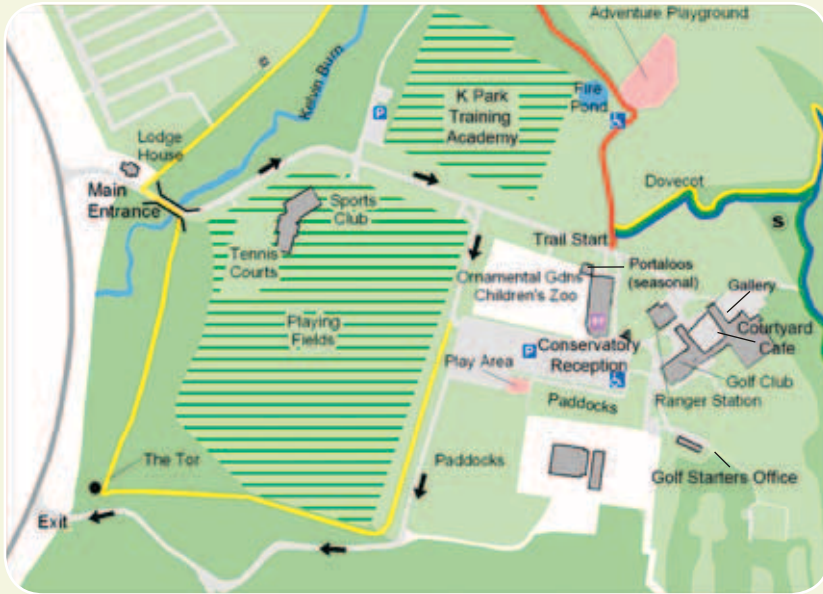 Adventure Playground
Kelvin Burn
K Park
Training
Academy
Fire
Pond
P
Lodge
House
Main
Entrance
Sports
Club
Dovecot
S
Tennis
Courts
Trail Start
Ornamental Gdns
Children's Zoo
Portaloos
(seasonal)
Gallery
Playing
Fields
Courtyard
Cafe
P
Conservatory
Reception
Play Area
Golf Club
Paddocks
Ranger Station
The Tor
Paddocks
Golf Starters Office
Exit